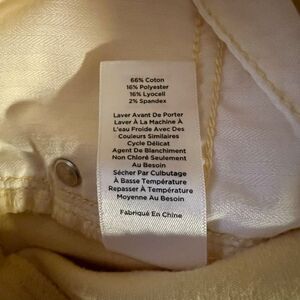 66% Coton
16% Polyester
16% Lyocell
2% Spandex
Laver Avant De Porter
Laver À La Machine À
L'eau Froide Avec Des
Couleurs Similaires
Cycle Délicat
Agent De Blanchiment
Non Chloré Seulement
Au Besoin
Sécher Par Culbutage
À Basse Température
Repasser À Température
Moyenne Au Besoin
Fabriqué En Chine